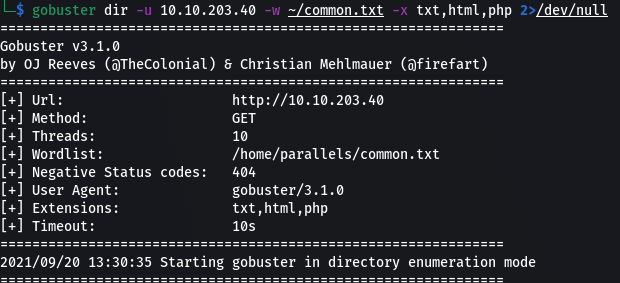 └─$ gobuster dir -u 10.10.203.40 -w ~/common.txt -x txt,html,php 2>/dev/null
===============================================================
Gobuster v3.1.0
by OJ Reeves (@TheColonial) & Christian Mehlmauer (@firefart)
===============================================================
[+] Url:                     http://10.10.203.40
[+] Method:                  GET
[+] Threads:                 10
[+] Wordlist:                /home/parallels/common.txt
[+] Negative Status codes:   404
[+] User Agent:              gobuster/3.1.0
[+] Extensions:              txt,html,php
[+] Timeout:                 10s
===============================================================
2021/09/20 13:30:35 Starting gobuster in directory enumeration mode
===============================================================